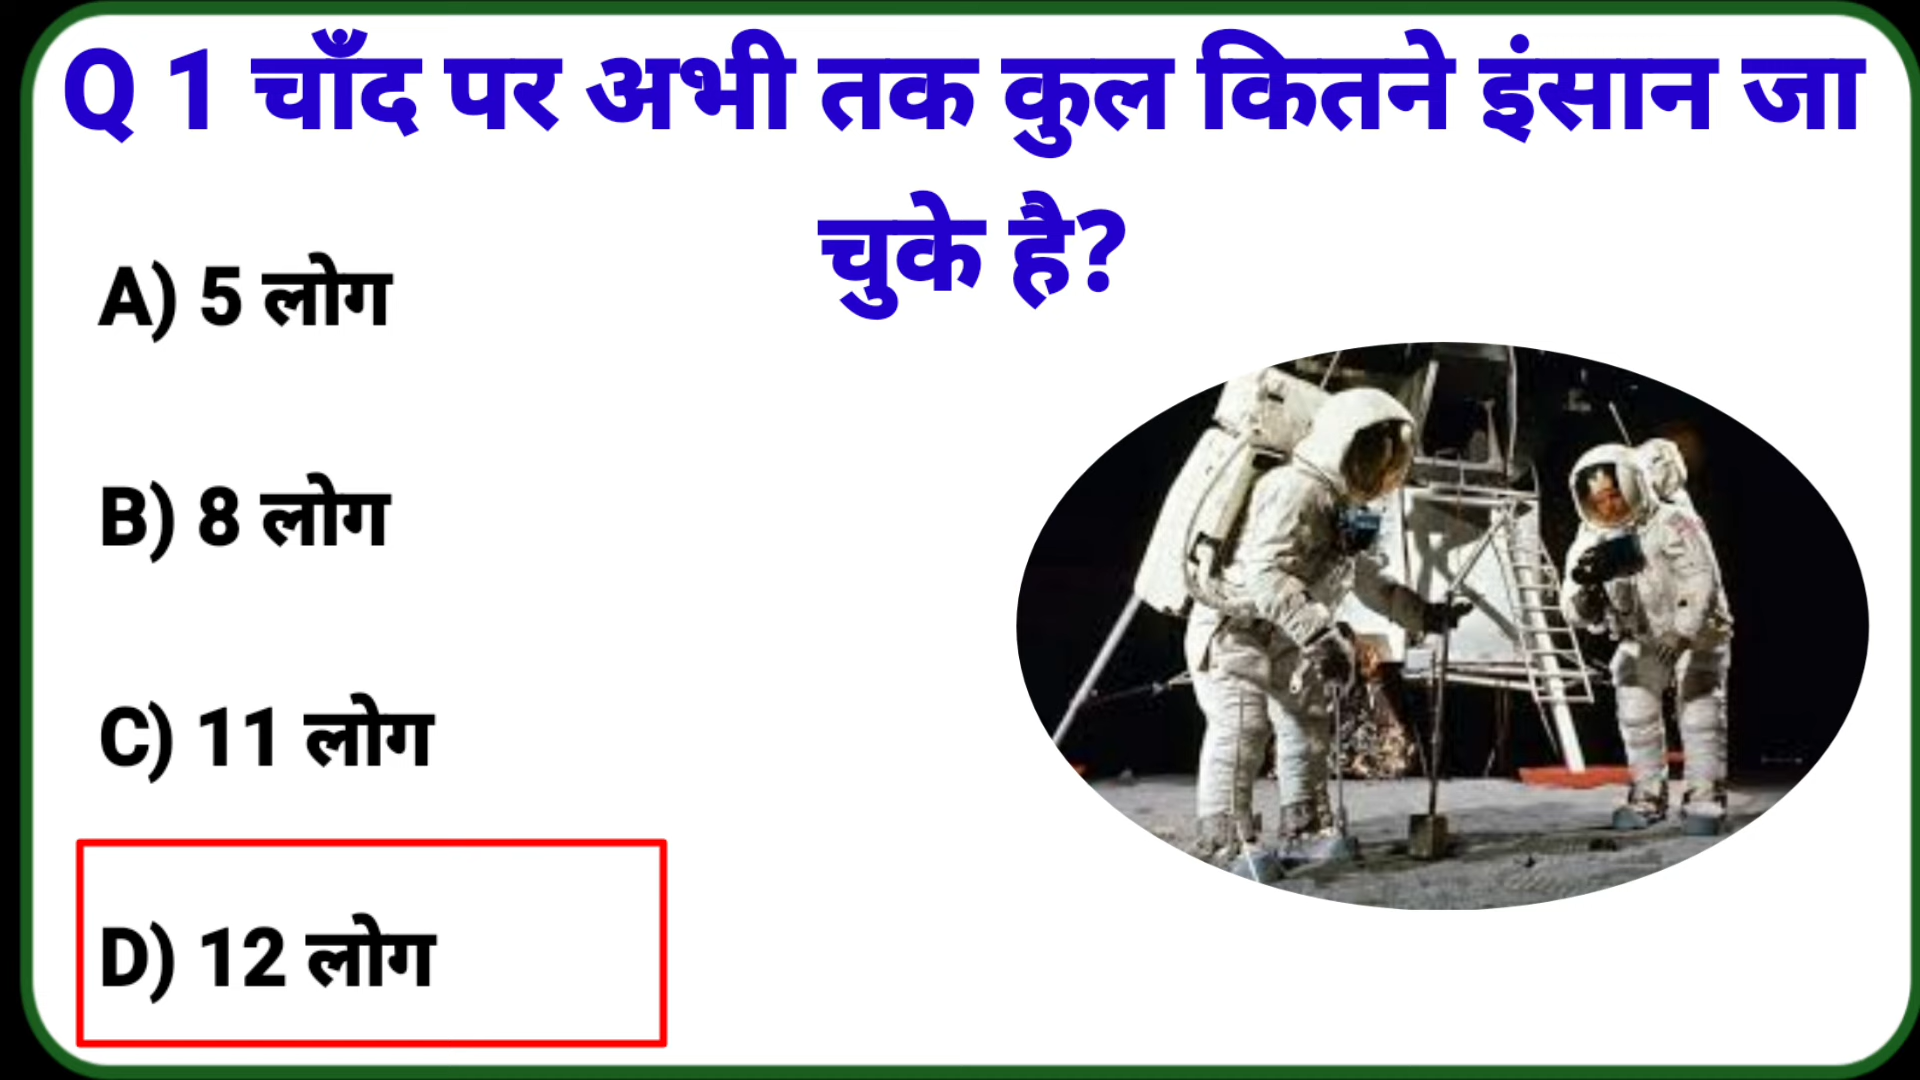 Q 1 चाँद पर अभी तक कुल कितने इंसान जा
चुके है?
A) 5 लोग
B) 8 लोग
C) 11 लोग
D) 12 लोग